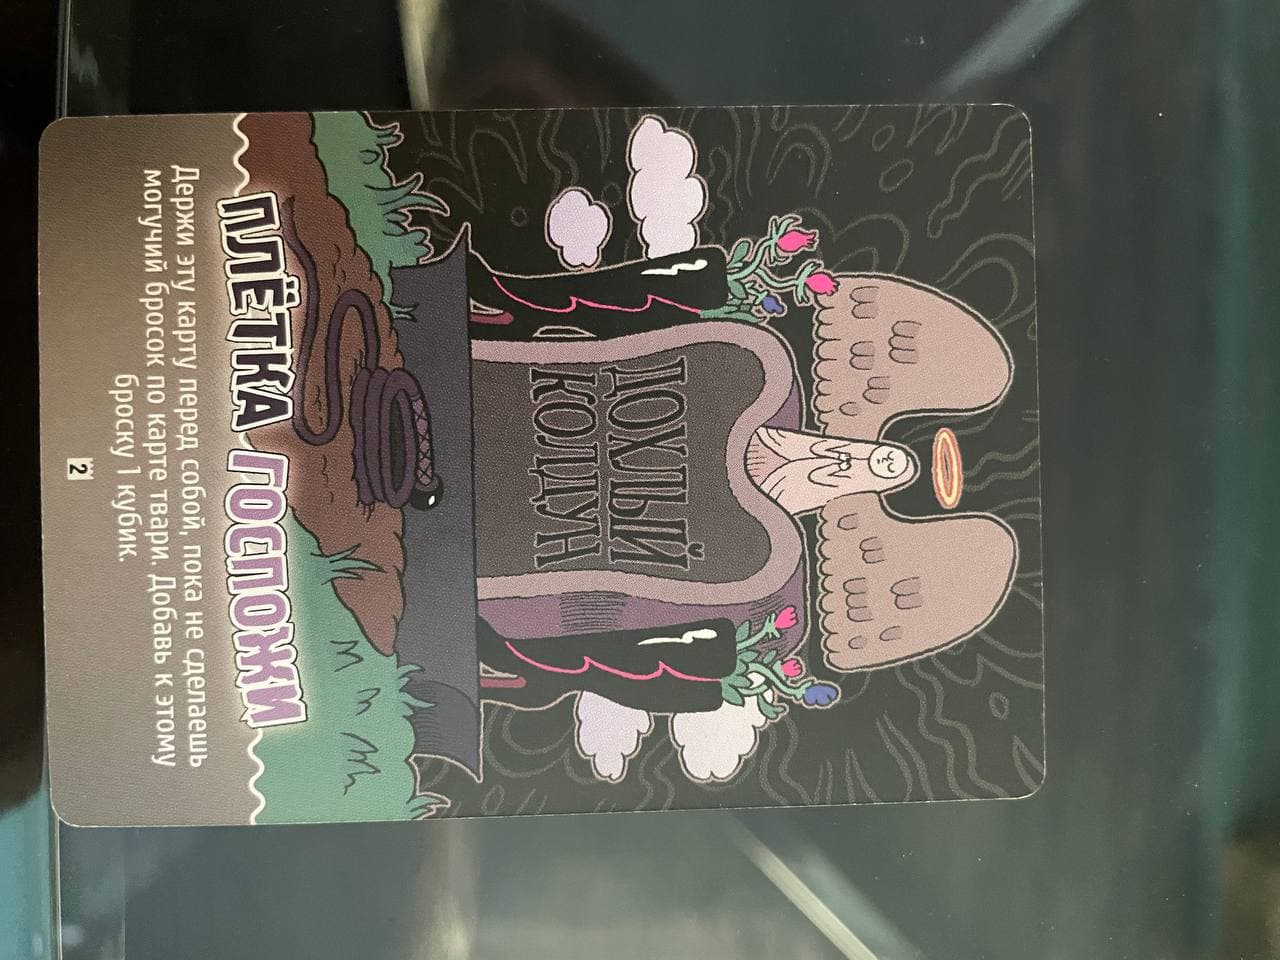 ДОХЛЫЙ
КОЛДУН
ПЛЁТКА ГОСПОЖИ
Держи эту карту перед собой, пока не сделаешь
могучий бросок по карте твари. Добавь к этому
броску 1 кубик.
2